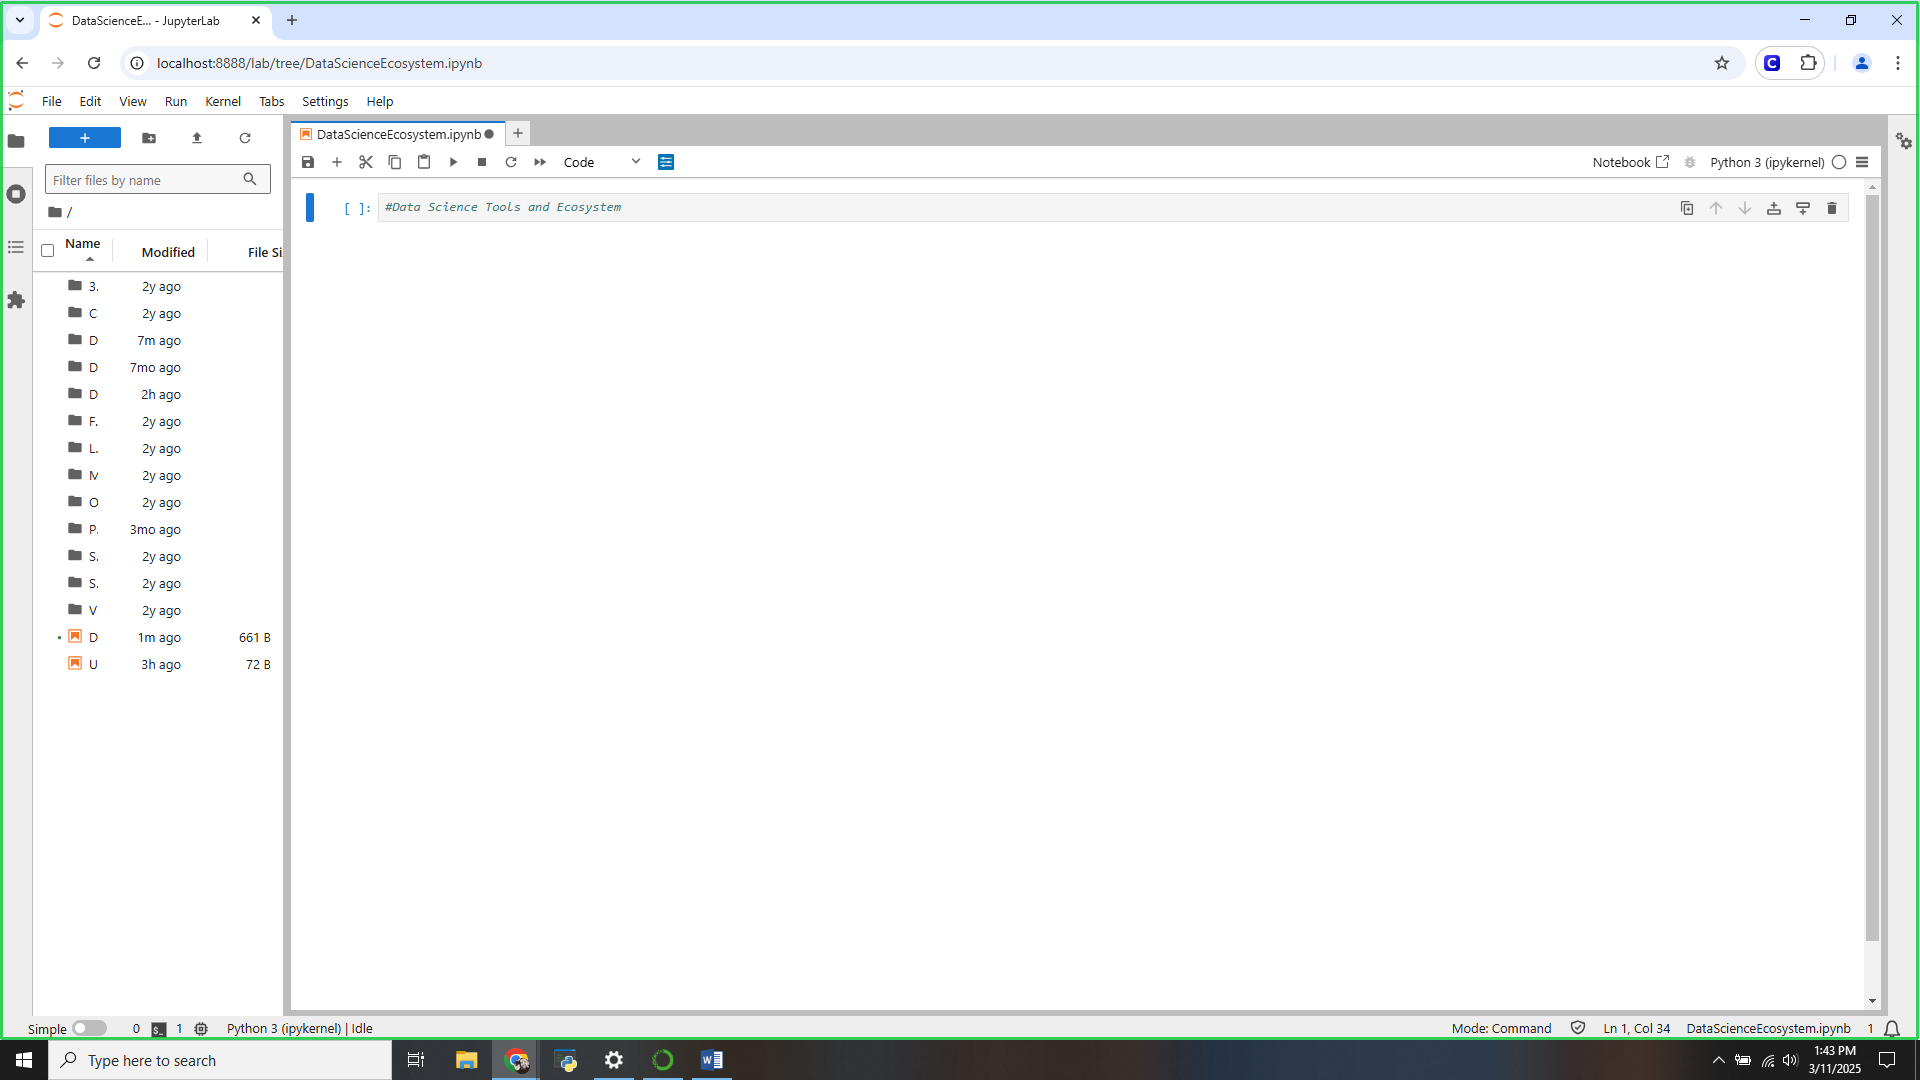 DataScienceE... - JupyterLab
localhost:8888/lab/tree/DataScienceEcosystem.ipynb
File Edit View Run Kernel Tabs Settings Help
DataScienceEcosystem.ipynb
Code
Notebook
Python 3 (ipykernel)
Filter files by name
/
Name Modified File Si
3. 2y ago
C 2y ago
D 7m ago
D 7mo ago
D 2h ago
F. 2y ago
L. 2y ago
M 2y ago
O 2y ago
P. 3mo ago
S. 2y ago
S. 2y ago
V 2y ago
D 1m ago 661 B
U 3h ago 72 B
[ ]: #Data Science Tools and Ecosystem
Simple 0 $_ 1 Python 3 (ipykernel) | Idle Mode: Command Ln 1, Col 34 DataScienceEcosystem.ipynb 1
Type here to search
1:43 PM
3/11/2025